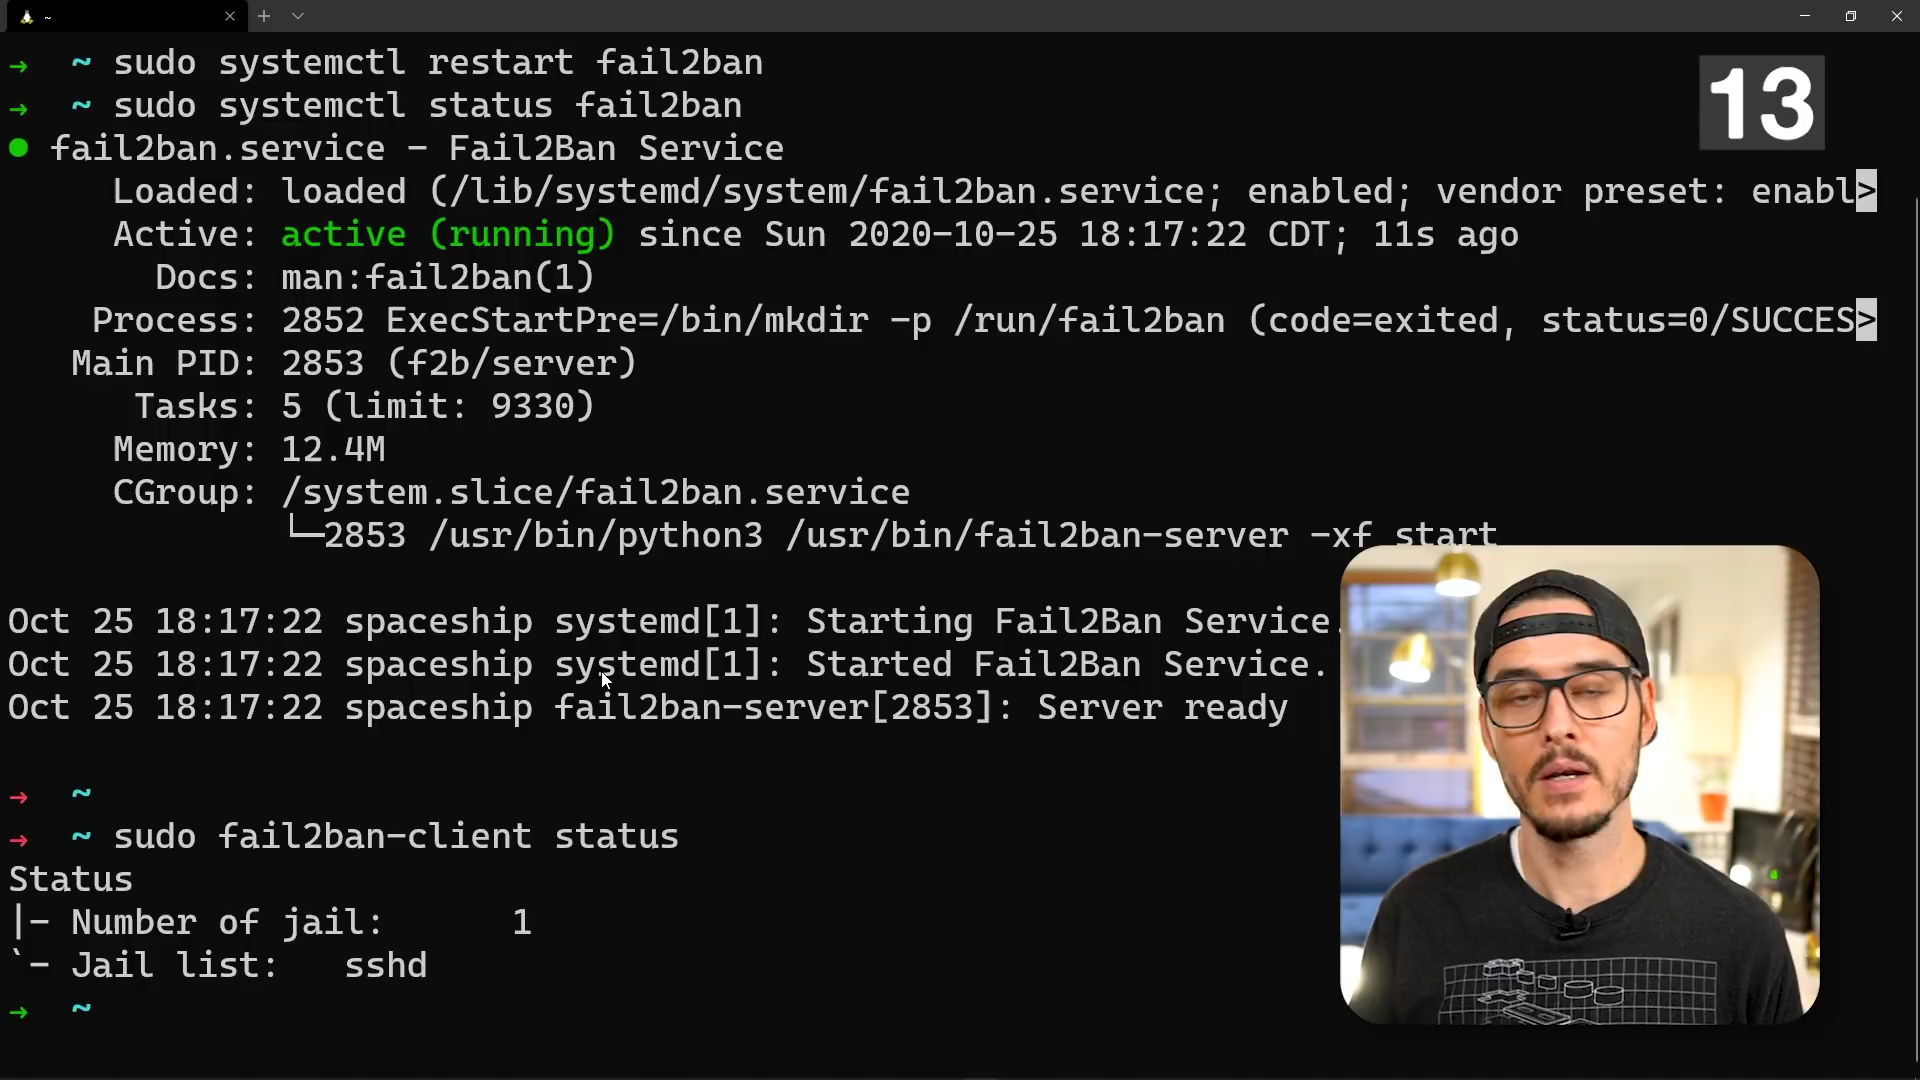 ~
→ ~ sudo systemctl restart fail2ban
→ ~ sudo systemctl status fail2ban
13
● fail2ban.service - Fail2Ban Service
Loaded: loaded (/lib/systemd/system/fail2ban.service; enabled; vendor preset: enabl>
Active: active (running) since Sun 2020-10-25 18:17:22 CDT; 11s ago
Docs: man:fail2ban(1)
Process: 2852 ExecStartPre=/bin/mkdir -p /run/fail2ban (code=exited, status=0/SUCCES>
Main PID: 2853 (f2b/server)
Tasks: 5 (limit: 9330)
Memory: 12.4M
CGroup: /system.slice/fail2ban.service
└─2853 /usr/bin/python3 /usr/bin/fail2ban-server -xf start
Oct 25 18:17:22 spaceship systemd[1]: Starting Fail2Ban Service.
Oct 25 18:17:22 spaceship systemd[1]: Started Fail2Ban Service.
Oct 25 18:17:22 spaceship fail2ban-server[2853]: Server ready
→ ~
→ ~ sudo fail2ban-client status
Status
|- Number of jail: 1
`- Jail list: sshd
→ ~